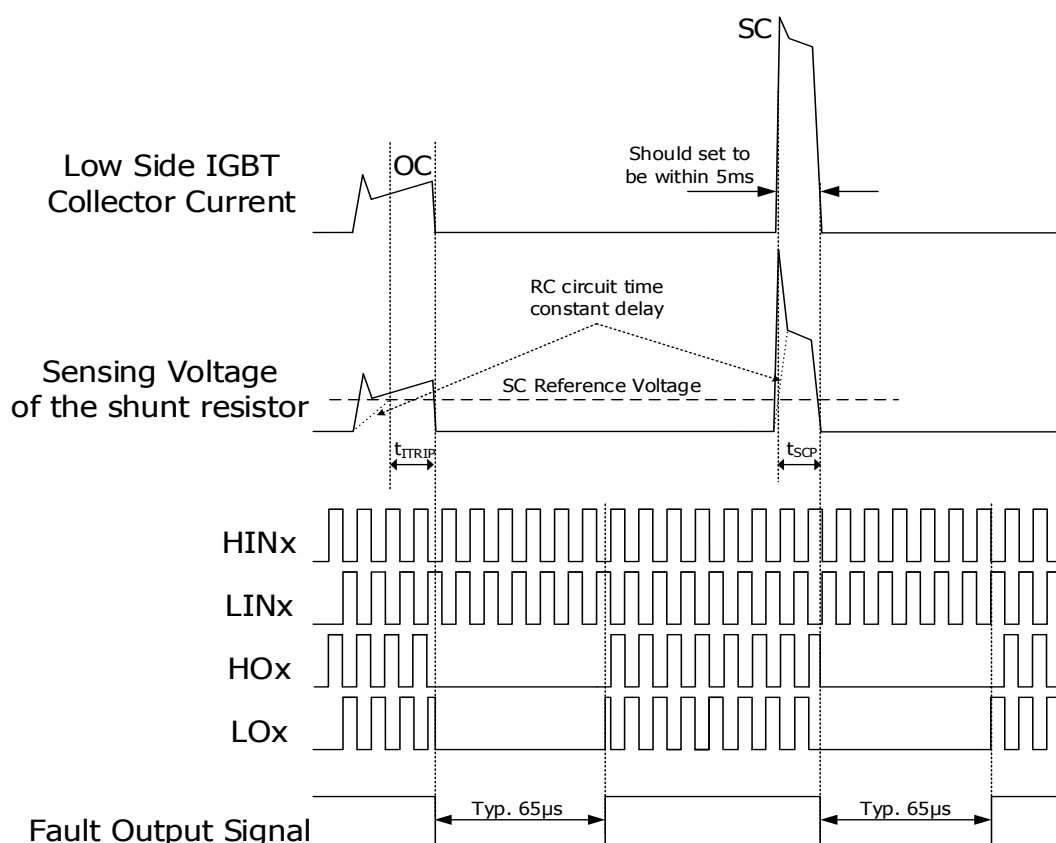 SC
Low Side IGBT
Collector Current
OC
Should set to
be within 5ms
RC circuit time
constant delay
Sensing Voltage
of the shunt resistor
SC Reference Voltage
tITRIP
tSCP
HINx
LINx
HOx
LOx
Typ. 65µs
Typ. 65µs
Fault Output Signal